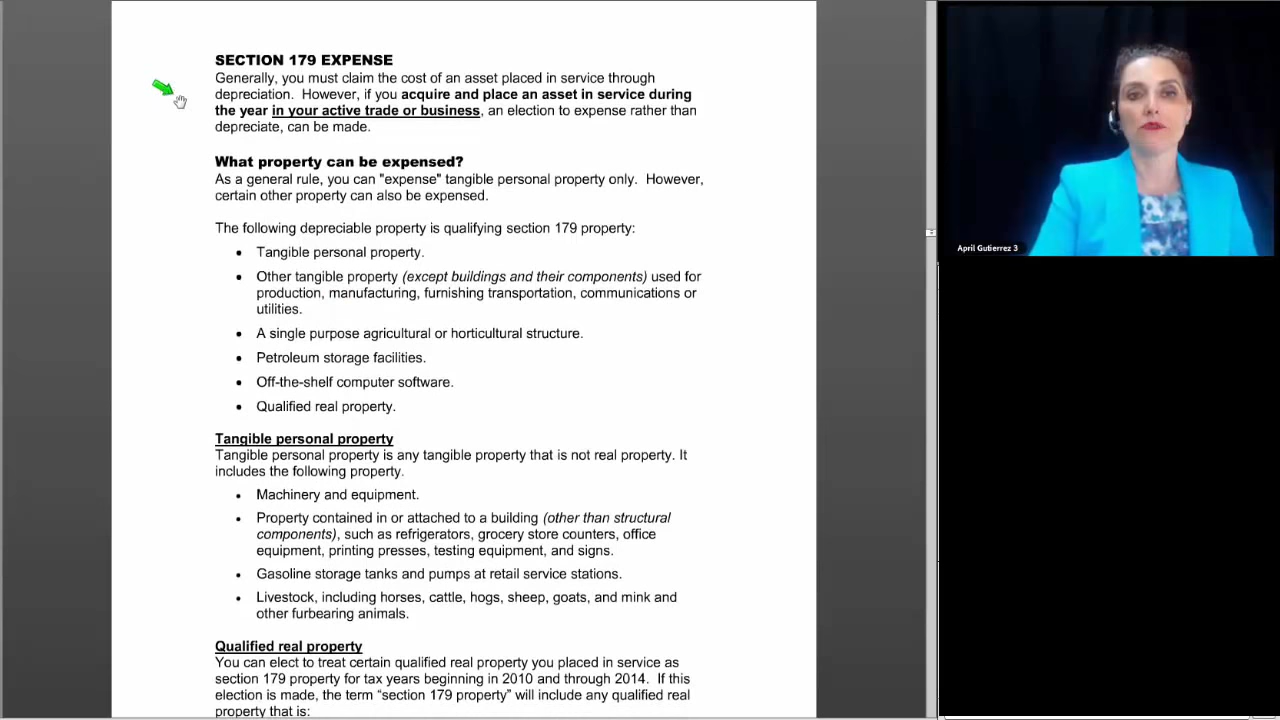 SECTION 179 EXPENSE
Generally, you must claim the cost of an asset placed in service through
depreciation. However, if you acquire and place an asset in service during
the year in your active trade or business, an election to expense rather than
depreciate, can be made.
What property can be expensed?
As a general rule, you can "expense" tangible personal property only. However,
certain other property can also be expensed.
The following depreciable property is qualifying section 179 property:
• Tangible personal property.
• Other tangible property (except buildings and their components) used for
production, manufacturing, furnishing transportation, communications or
utilities.
• A single purpose agricultural or horticultural structure.
• Petroleum storage facilities.
• Off-the-shelf computer software.
• Qualified real property.
Tangible personal property
Tangible personal property is any tangible property that is not real property. It
includes the following property.
• Machinery and equipment.
• Property contained in or attached to a building (other than structural
components), such as refrigerators, grocery store counters, office
equipment, printing presses, testing equipment, and signs.
• Gasoline storage tanks and pumps at retail service stations.
• Livestock, including horses, cattle, hogs, sheep, goats, and mink and
other furbearing animals.
Qualified real property
You can elect to treat certain qualified real property you placed in service as
section 179 property for tax years beginning in 2010 and through 2014. If this
election is made, the term “section 179 property” will include any qualified real
property that is:
April Gutierrez 3